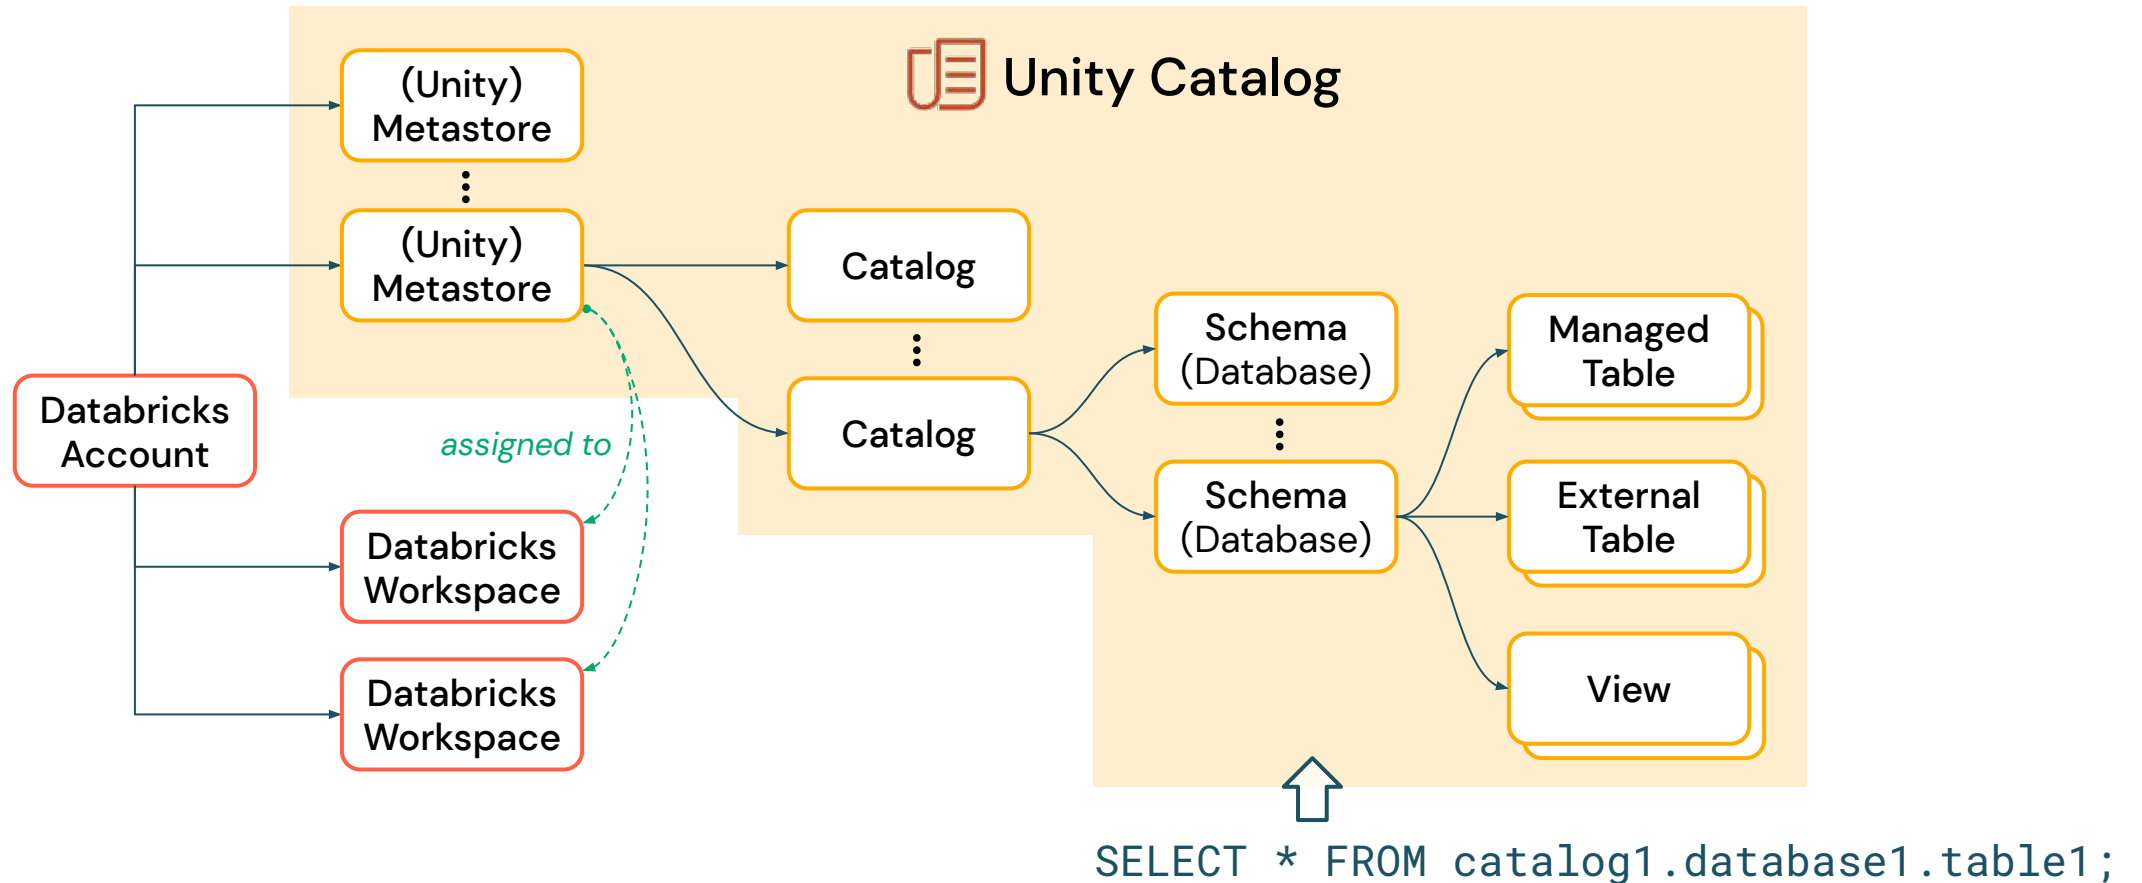 Unity Catalog
(Unity)
Metastore
(Unity)
Metastore
Catalog
Catalog
Schema
(Database)
Schema
(Database)
Managed
Table
External
Table
View
Databricks
Account
assigned to
Databricks
Workspace
Databricks
Workspace
SELECT * FROM catalog1.database1.table1;